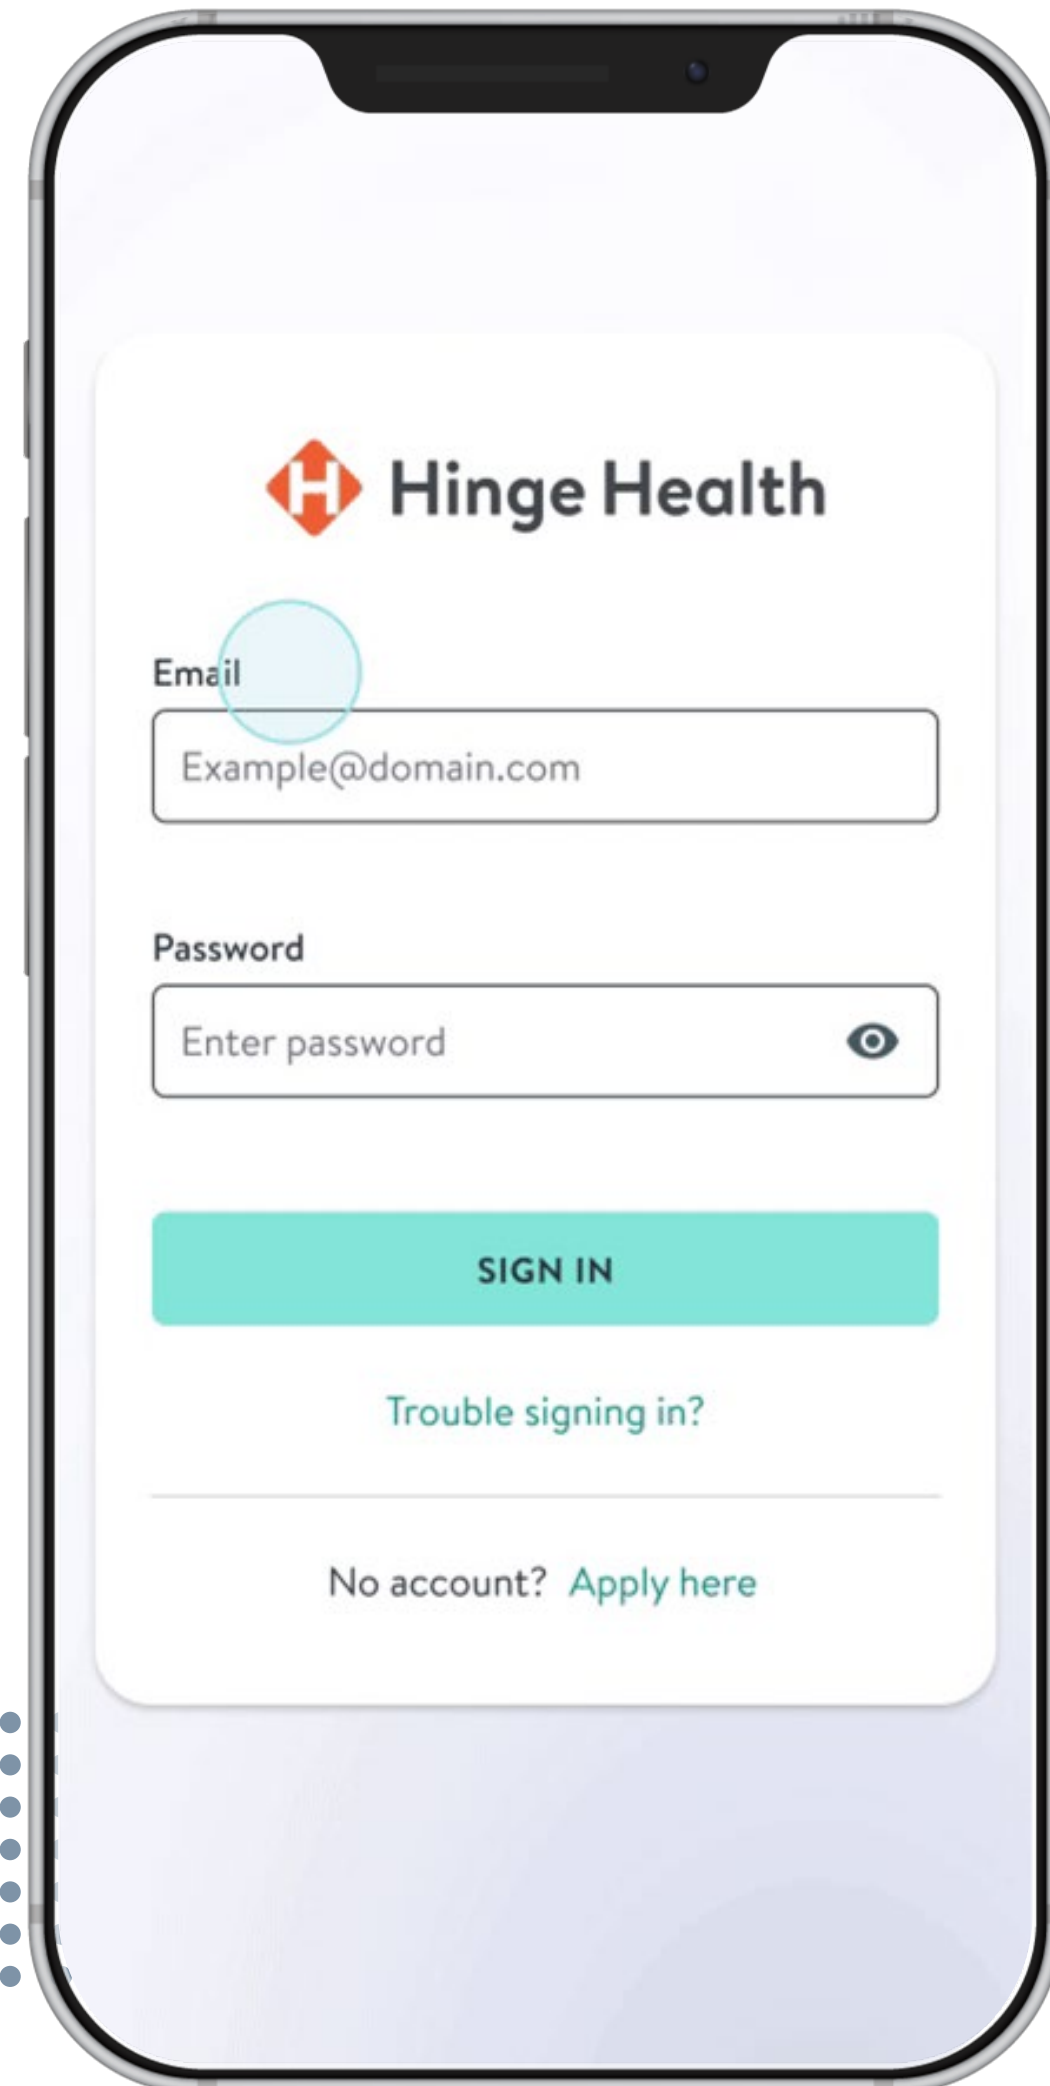 Hinge Health
Email
Example@domain.com
Password
Enter password
SIGN IN
Trouble signing in?
No account? Apply here